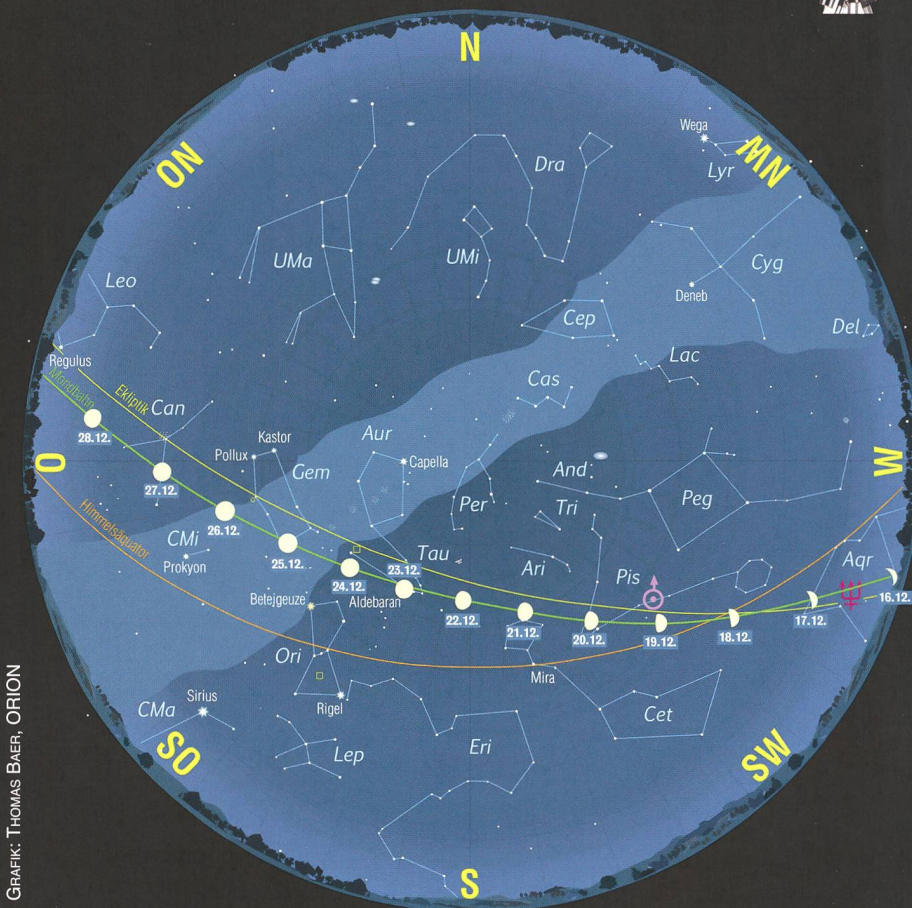 N
NO
NW
Wega
Lyr
Dra
UMa
UMi
Cyg
Deneb
Leo
Cep
Del
Regulus
Lac
Mondbahn
Ekliptik
Can
Cas
28.12.
Aur
Kastor
Pollux
Gem
Capella
O
And
W
27.12.
Per
Tri
Peg
26.12.
Himmelsäquator
CMi
Prokyon
25.12.
Tau
23.12.
Ari
Pis
Aqr
24.12.
Betejgeuze
Aldebaran
22.12.
21.12.
20.12.
19.12.
18.12.
17.12.
16.12.
Ori
Mira
Sirius
CMa
Rigel
Cet
Lep
Eri
SO
SW
S
GRAFIK: THOMAS BAER, ORION